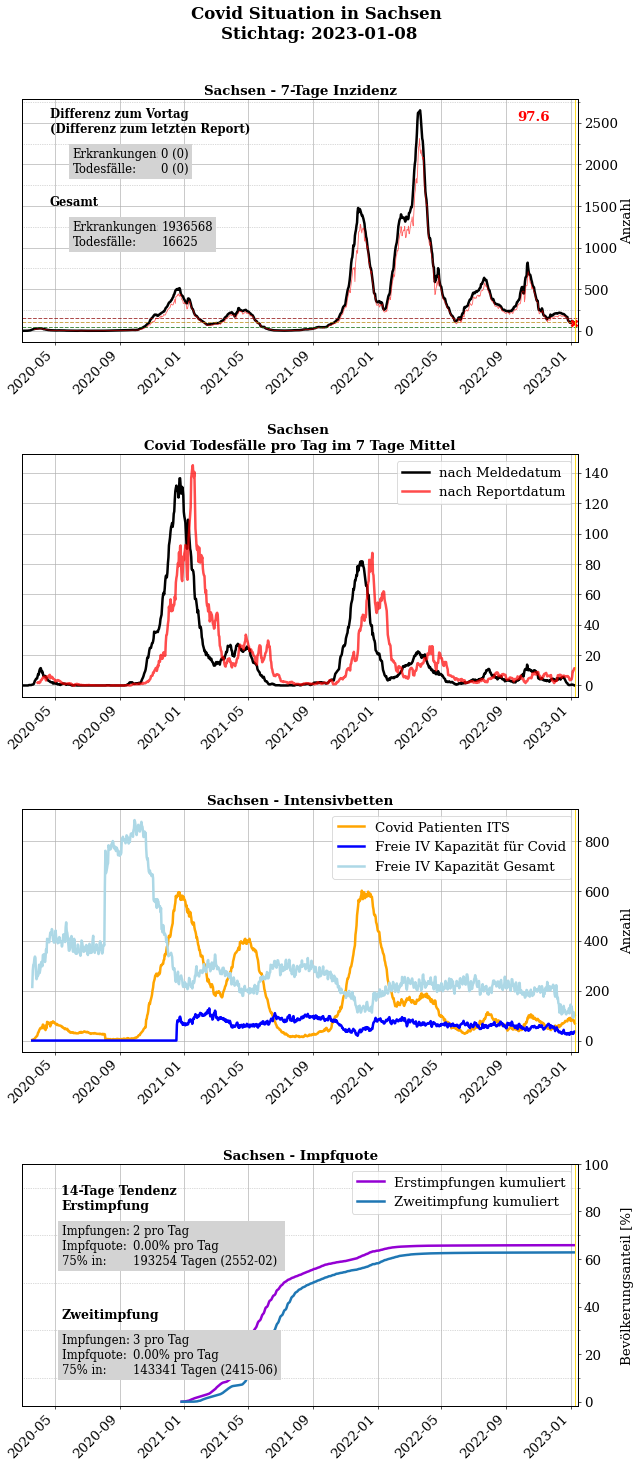 Covid Situation in Sachsen
Stichtag: 2023-01-08
Sachsen - 7-Tage Inzidenz
Differenz zum Vortag
(Differenz zum letzten Report)
97.6
Erkrankungen 0 (0)
Todesfälle: 0 (0)
Gesamt
Erkrankungen 1936568
Todesfälle: 16625
2500
2000
1500
1000
500
0
Anzahl
2020-05 2020-09 2021-01 2021-05 2021-09 2022-01 2022-05 2022-09 2023-01
Sachsen
Covid Todesfälle pro Tag im 7 Tage Mittel
nach Meldedatum
nach Reportdatum
140
120
100
80
60
40
20
0
2020-05 2020-09 2021-01 2021-05 2021-09 2022-01 2022-05 2022-09 2023-01
Sachsen - Intensivbetten
Covid Patienten ITS
Freie IV Kapazität für Covid
Freie IV Kapazität Gesamt
800
600
400
200
0
Anzahl
2020-05 2020-09 2021-01 2021-05 2021-09 2022-01 2022-05 2022-09 2023-01
Sachsen - Impfquote
14-Tage Tendenz
Erstimpfung
Impfungen: 2 pro Tag
Impfquote: 0.00% pro Tag
75% in: 193254 Tagen (2552-02)
Zweitimpfung
Impfungen: 3 pro Tag
Impfquote: 0.00% pro Tag
75% in: 143341 Tagen (2415-06)
Erstimpfungen kumuliert
Zweitimpfung kumuliert
100
80
60
40
20
0
Bevölkerungsanteil [%]
2020-05 2020-09 2021-01 2021-05 2021-09 2022-01 2022-05 2022-09 2023-01